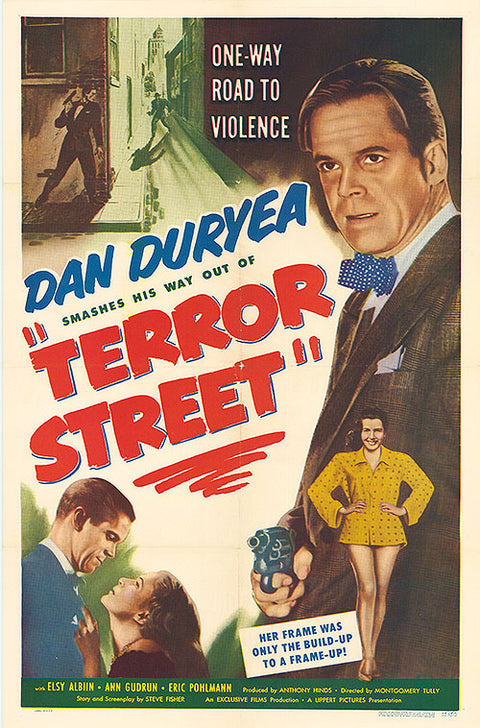 ONE-WAY
ROAD TO
VIOLENCE
DAN DURYEA
SMASHES HIS WAY OUT OF
"TERROR
STREET"
HER FRAME WAS
ONLY THE BUILD-UP
TO A FRAME-UP!
with ELSY ALBIIN • ANN GUDRUN • ERIC POHLMANN
Produced by ANTHONY HINDS • Directed by MONTGOMERY TULLY
Story and Screenplay by STEVE FISHER
An EXCLUSIVE FILMS Production • A LIPPERT PICTURES Presentation